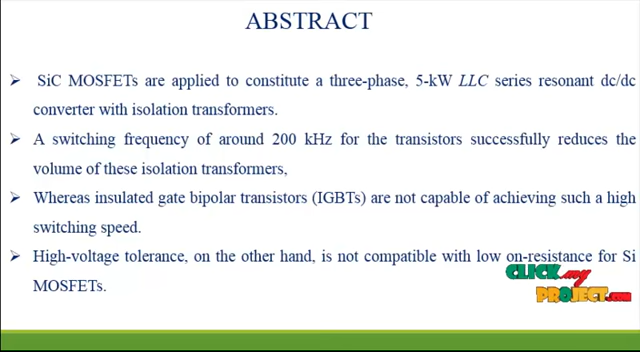 ABSTRACT
➢ SiC MOSFETs are applied to constitute a three-phase, 5-kW LLC series resonant dc/dc
converter with isolation transformers.
➢ A switching frequency of around 200 kHz for the transistors successfully reduces the
volume of these isolation transformers,
➢ Whereas insulated gate bipolar transistors (IGBTs) are not capable of achieving such a high
switching speed.
➢ High-voltage tolerance, on the other hand, is not compatible with low on-resistance for Si
MOSFETs.
CLICK my
PROJECT.com